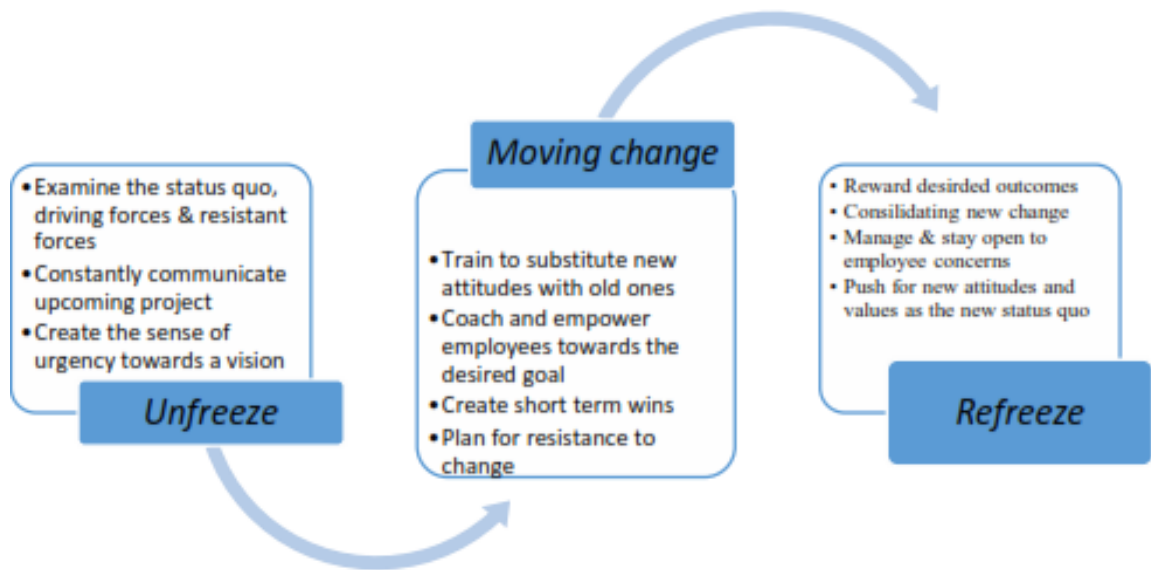 •Examine the status quo,
driving forces & resistant
forces
•Constantly communicate
upcoming project
•Create the sense of
urgency towards a vision
Unfreeze
Moving change
•Train to substitute new
attitudes with old ones
•Coach and empower
employees towards the
desired goal
•Create short term wins
•Plan for resistance to
change
• Reward desirded outcomes
• Consilidating new change
• Manage & stay open to
employee concerns
• Push for new attitudes and
values as the new status quo
Refreeze